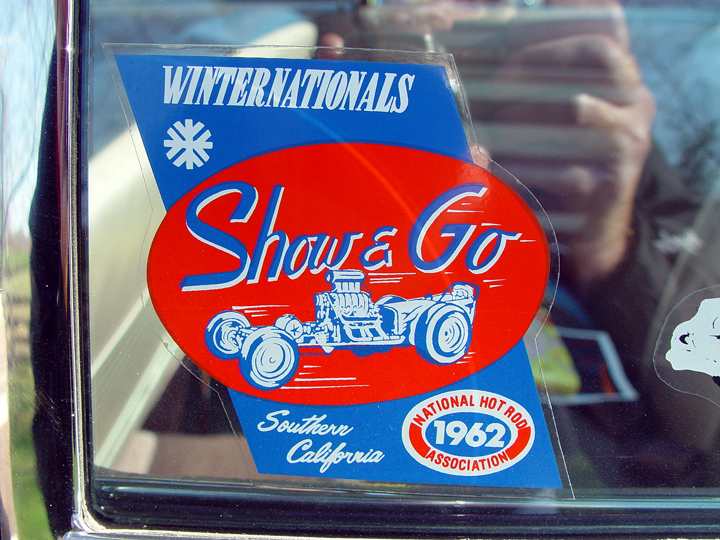 WINTERNATIONALS
Show & Go
Southern
California
NATIONAL HOT ROD
1962
ASSOCIATION